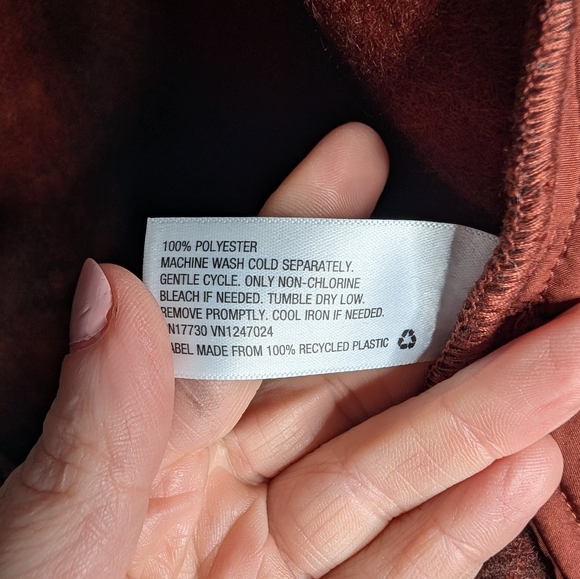 100% POLYESTER
MACHINE WASH COLD SEPARATELY.
GENTLE CYCLE. ONLY NON-CHLORINE
BLEACH IF NEEDED. TUMBLE DRY LOW.
REMOVE PROMPTLY. COOL IRON IF NEEDED.
N17730 VN1247024
ABEL MADE FROM 100% RECYCLED PLASTIC